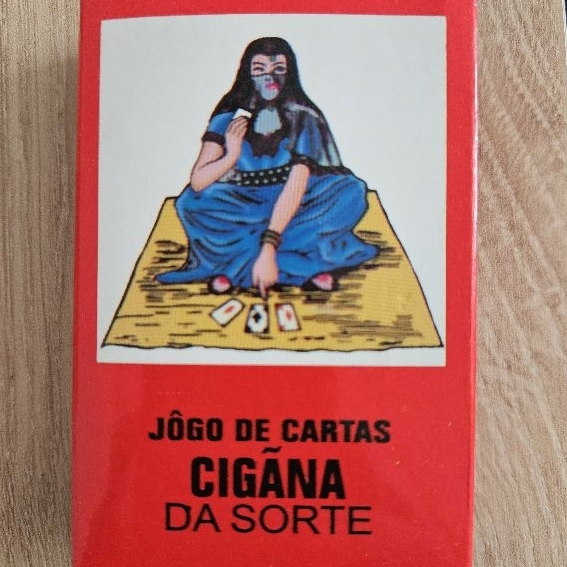 JÔGO DE CARTAS
CIGÃNA
DA SORTE